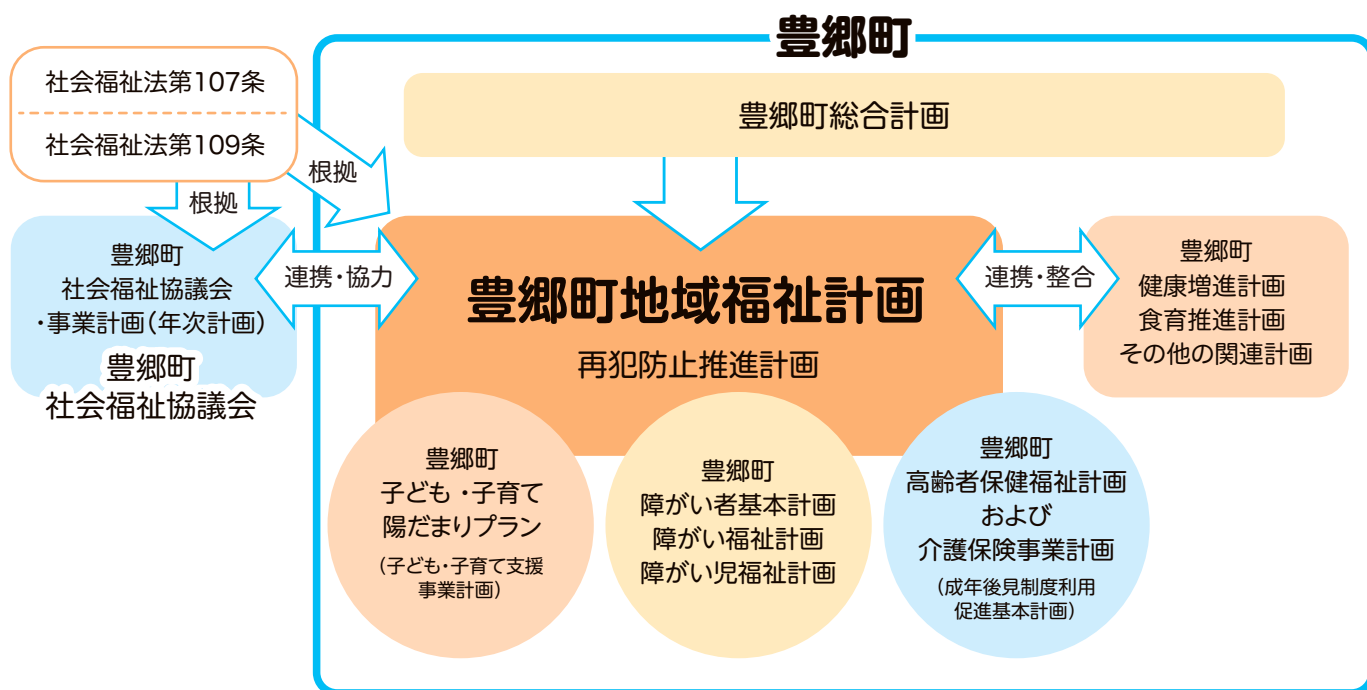 豊郷町
社会福祉法第107条
社会福祉法第109条
豊郷町総合計画
根拠
根拠
豊郷町
社会福祉協議会
・事業計画（年次計画）
豊郷町
社会福祉協議会
連携・協力
豊郷町地域福祉計画
再犯防止推進計画
連携・整合
豊郷町
健康増進計画
食育推進計画
その他の関連計画
豊郷町
子ども・子育て
陽だまりプラン
（子ども・子育て支援
事業計画）
豊郷町
障がい者基本計画
障がい福祉計画
障がい児福祉計画
豊郷町
高齢者保健福祉計画
および
介護保険事業計画
（成年後見制度利用
促進基本計画）